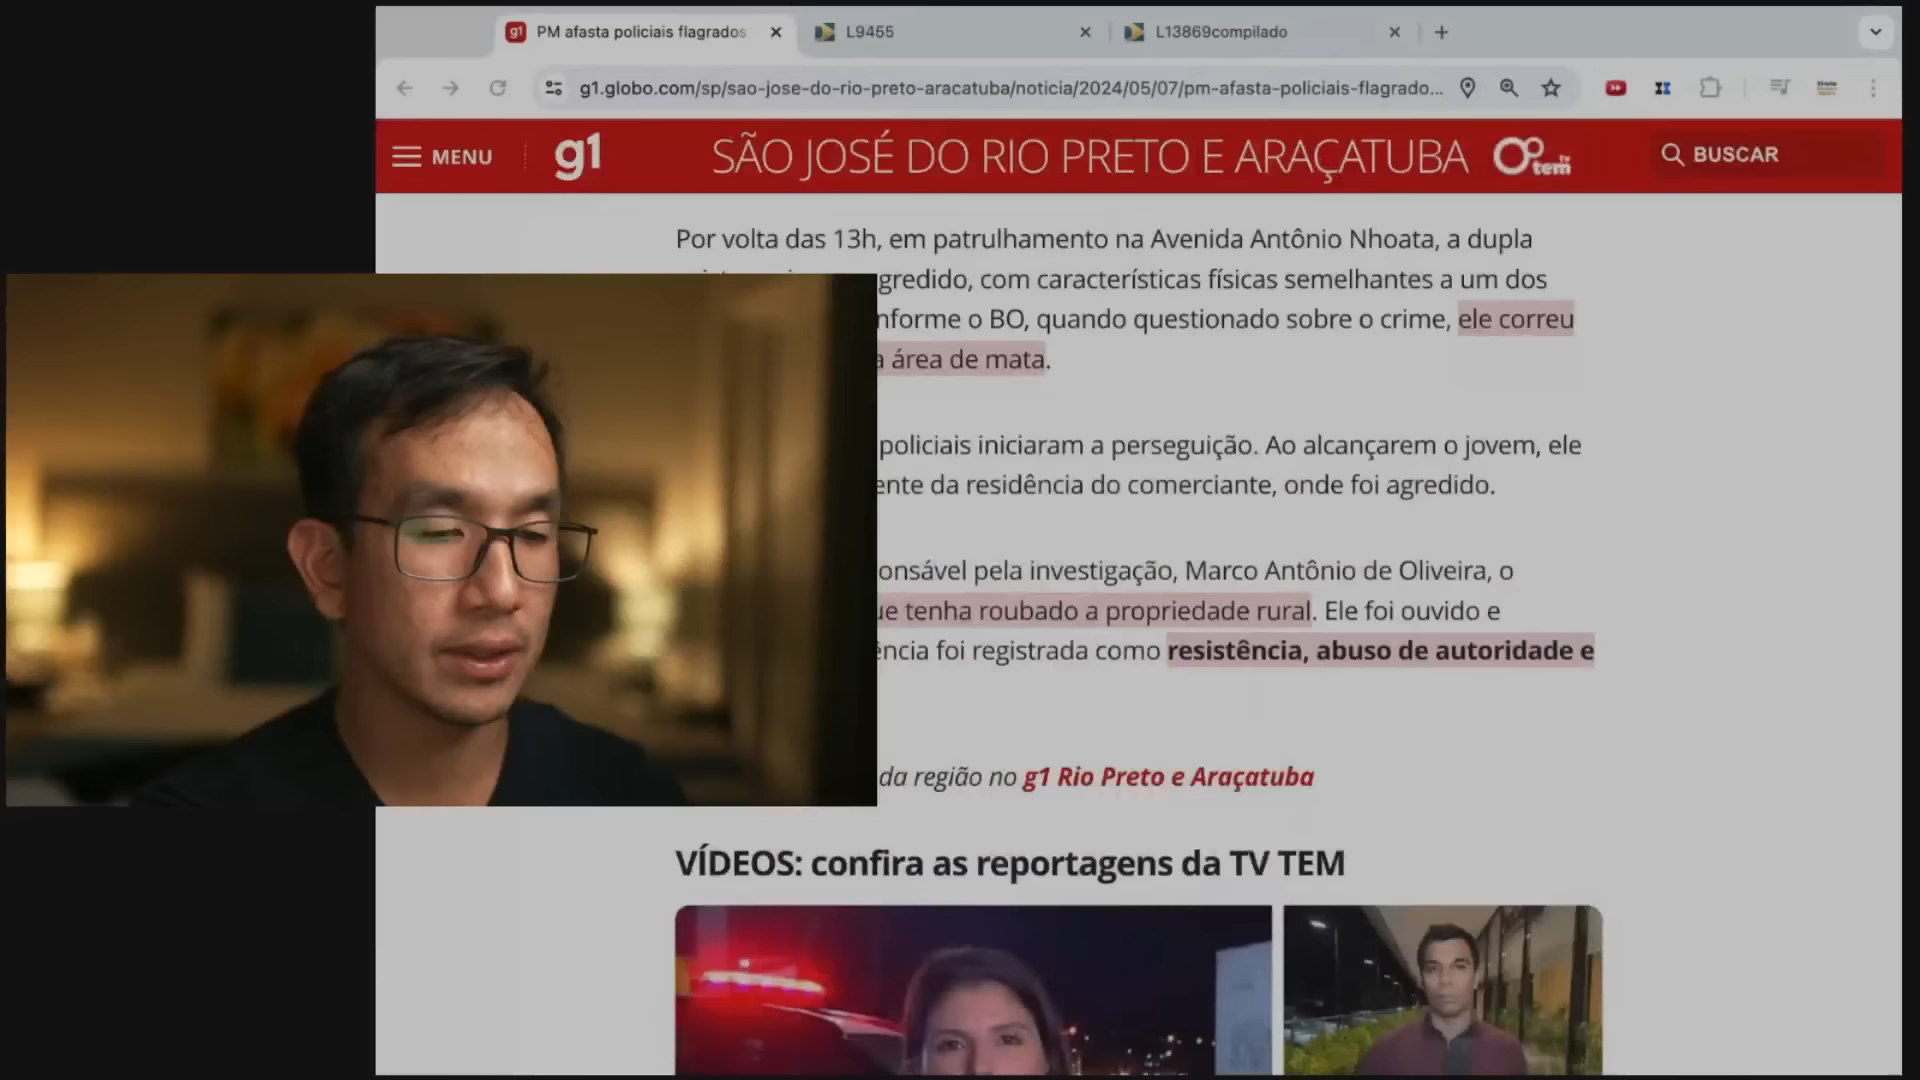 PM afasta policiais flagrados
L9455
L13869compilado
g1.globo.com/sp/sao-jose-do-rio-preto-aracatuba/noticia/2024/05/07/pm-afasta-policiais-flagrado...
MENU
g1
SÃO JOSÉ DO RIO PRETO E ARAÇATUBA
tem
tv
BUSCAR
Por volta das 13h, em patrulhamento na Avenida Antônio Nhoata, a dupla
gredido, com características físicas semelhantes a um dos
nforme o BO, quando questionado sobre o crime, ele correu
a área de mata.
policiais iniciaram a perseguição. Ao alcançarem o jovem, ele
ente da residência do comerciante, onde foi agredido.
onsável pela investigação, Marco Antônio de Oliveira, o
ue tenha roubado a propriedade rural. Ele foi ouvido e
ência foi registrada como resistência, abuso de autoridade e
da região no g1 Rio Preto e Araçatuba
VÍDEOS: confira as reportagens da TV TEM